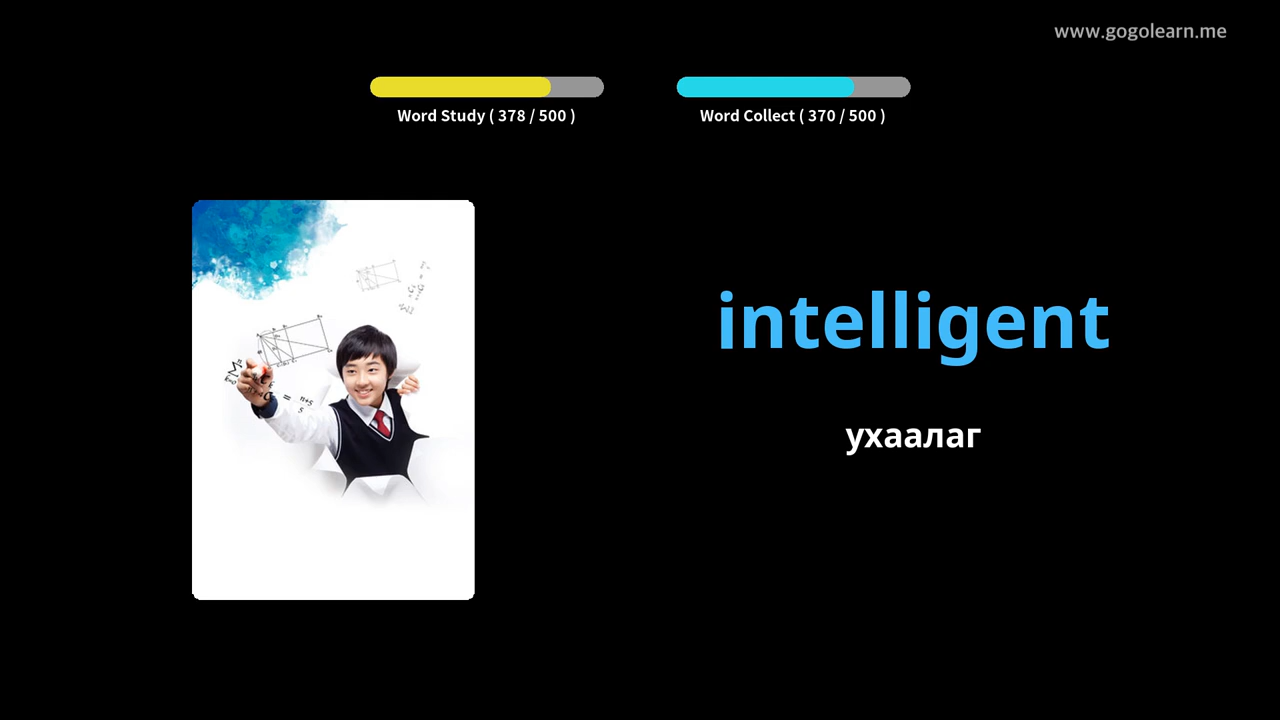 www.gogolearn.me
Word Study ( 378 / 500 )
Word Collect ( 370 / 500 )
intelligent
ухаалаг